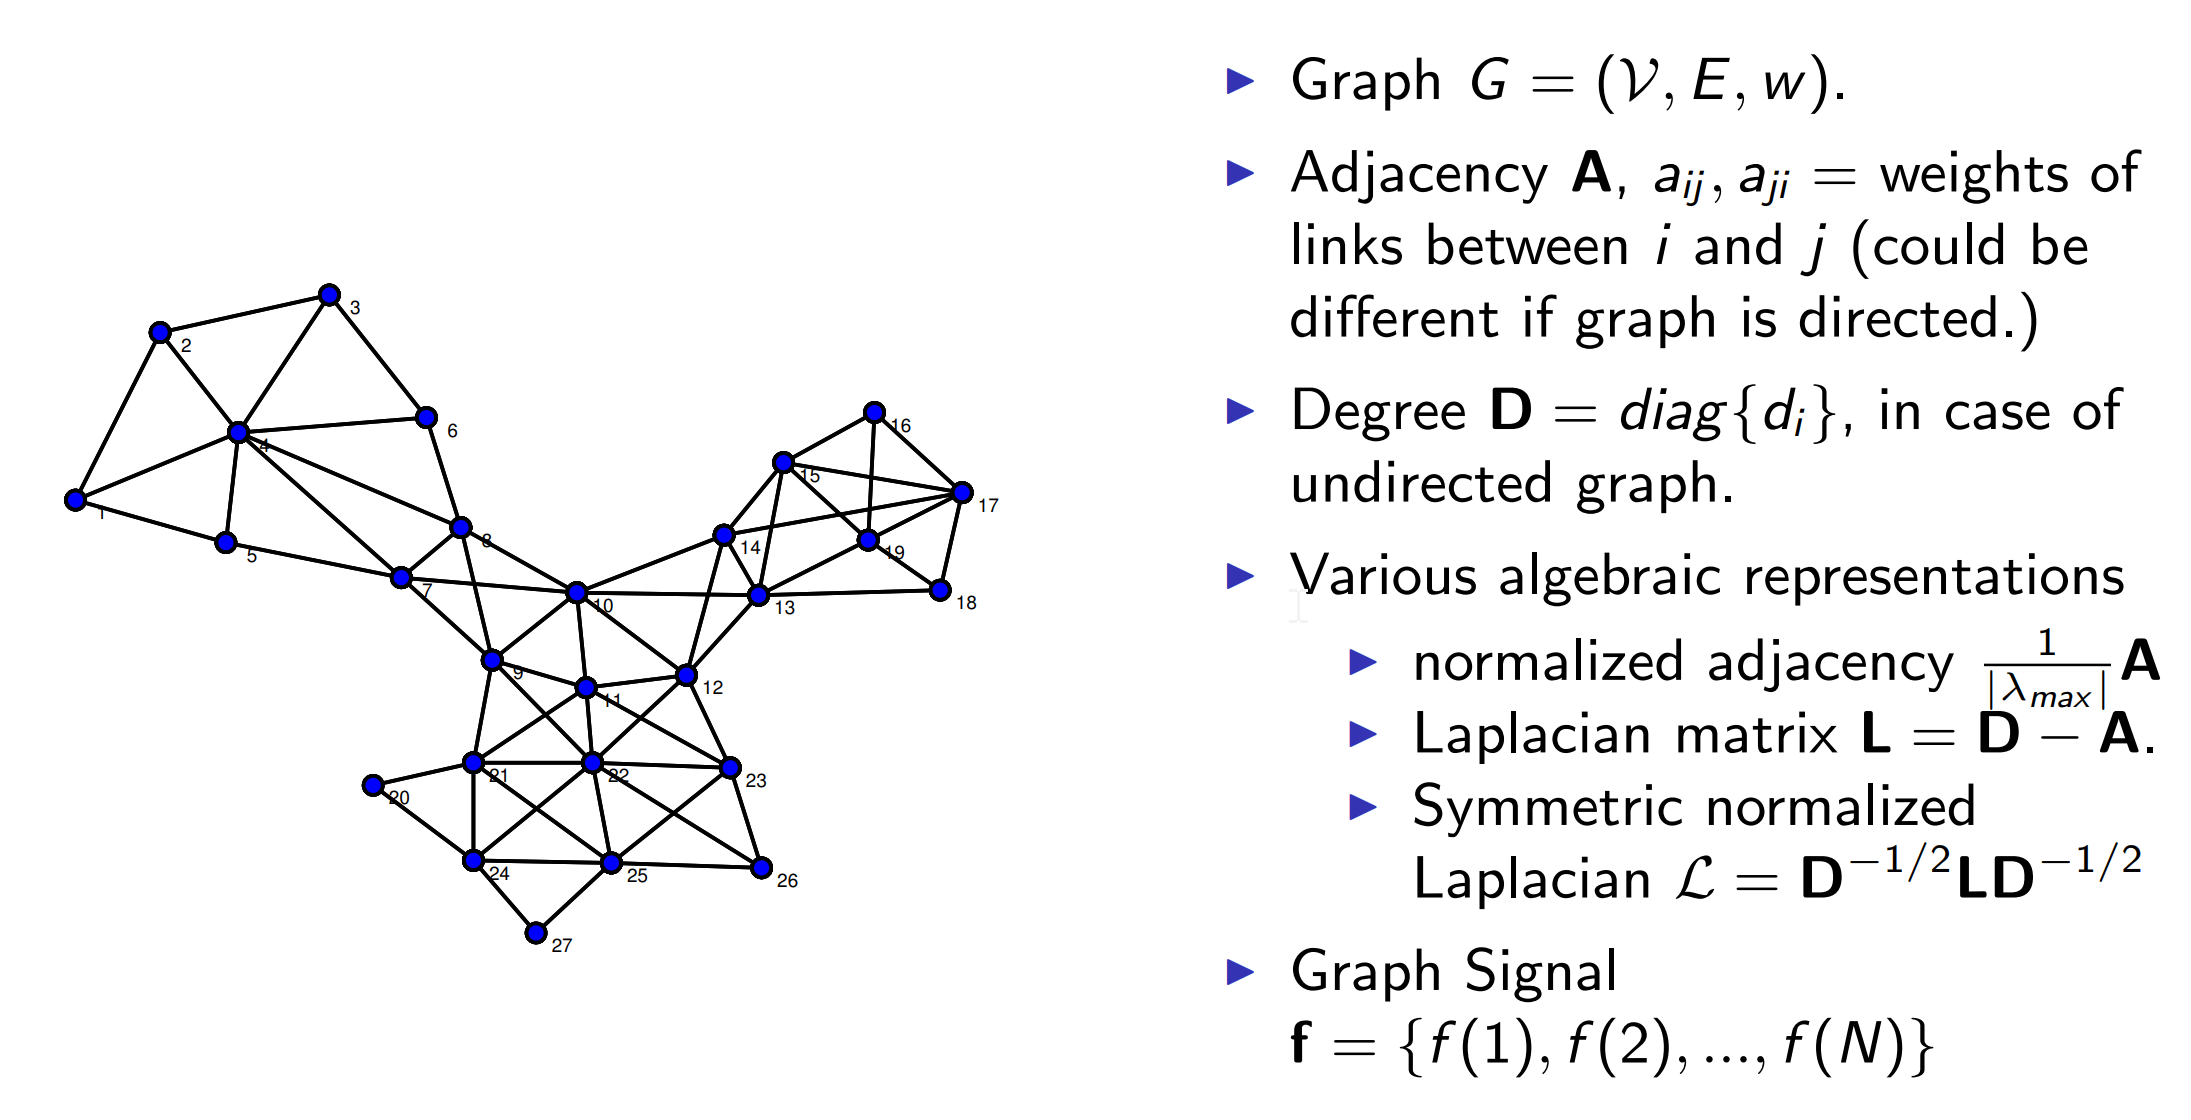 3
2
6
4
16
15
1
17
8
5
14
19
7
10
13
18
9
12
11
21
22
23
20
24
25
26
27
▶ Graph G = (𝒱, E, w).
▶ Adjacency A, a_ij, a_ji = weights of
links between i and j (could be
different if graph is directed.)
▶ Degree D = diag{d_i}, in case of
undirected graph.
▶ Various algebraic representations
▶ normalized adjacency 1/|λ_max| A
▶ Laplacian matrix L = D − A.
▶ Symmetric normalized
Laplacian ℒ = D^{−1/2}LD^{−1/2}
▶ Graph Signal
f = {f(1), f(2), ..., f(N)}